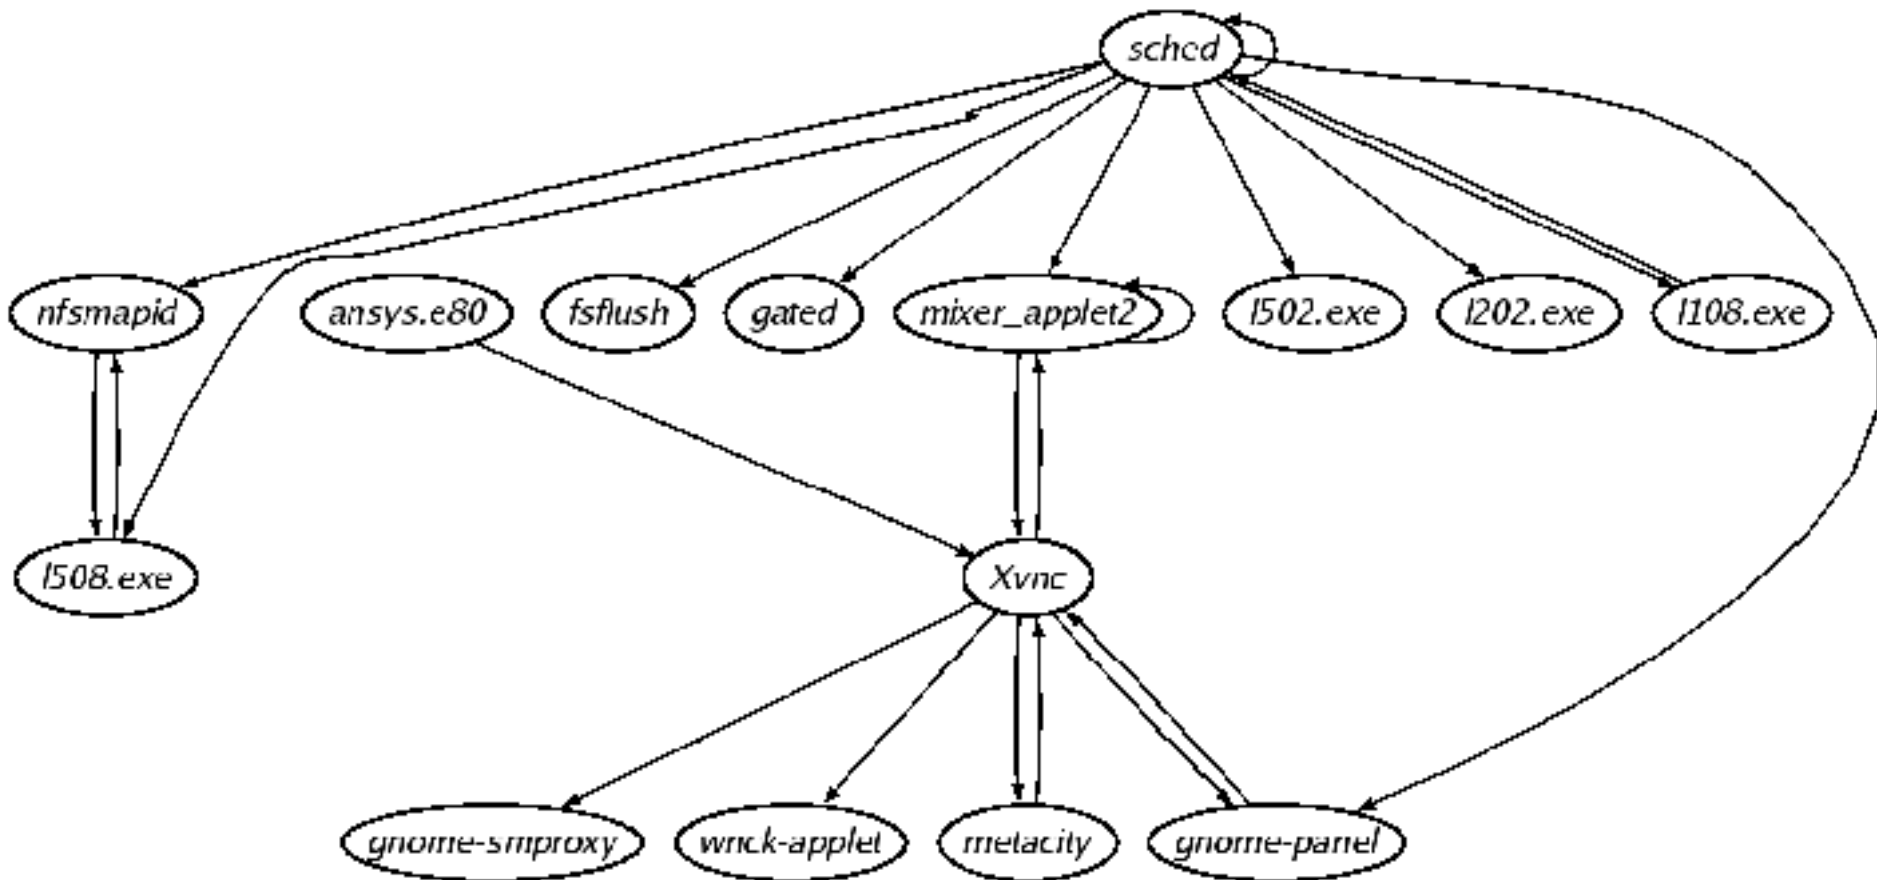 sched
nfsmapid
ansys.e80
fsflush
gated
mixer_applet2
l502.exe
l202.exe
l108.exe
l508.exe
Xvnc
gnome-smproxy
wnck-applet
metacity
gnome-panel